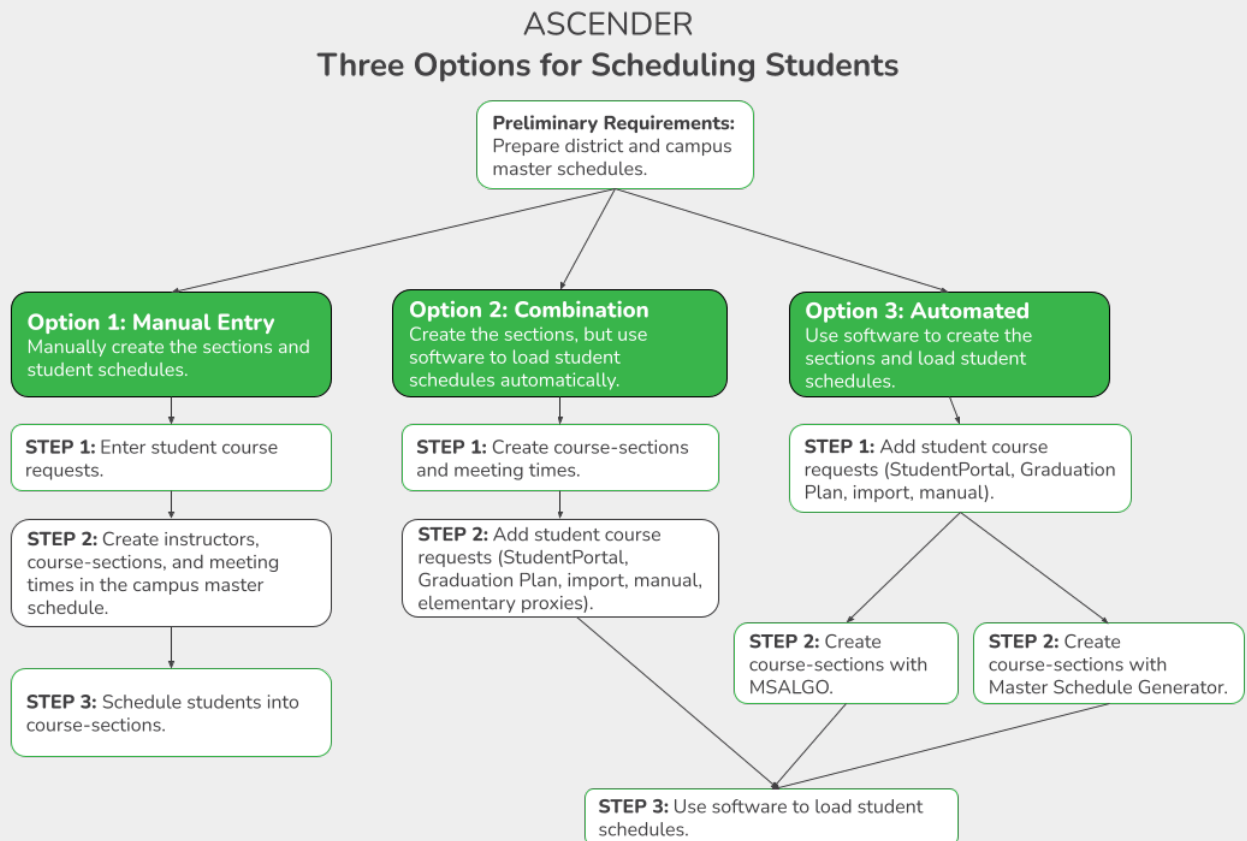 ASCENDER
Three Options for Scheduling Students
Preliminary Requirements:
Prepare district and campus
master schedules.
Option 1: Manual Entry
Manually create the sections and
student schedules.
Option 2: Combination
Create the sections, but use
software to load student
schedules automatically.
Option 3: Automated
Use software to create the
sections and load student
schedules.
STEP 1: Enter student course
requests.
STEP 1: Create course-sections
and meeting times.
STEP 1: Add student course
requests (StudentPortal, Graduation
Plan, import, manual).
STEP 2: Create instructors,
course-sections, and meeting
times in the campus master
schedule.
STEP 2: Add student course
requests (StudentPortal,
Graduation Plan, import, manual,
elementary proxies).
STEP 2: Create
course-sections with
MSALGO.
STEP 2: Create
course-sections with
Master Schedule Generator.
STEP 3: Schedule students into
course-sections.
STEP 3: Use software to load student
schedules.